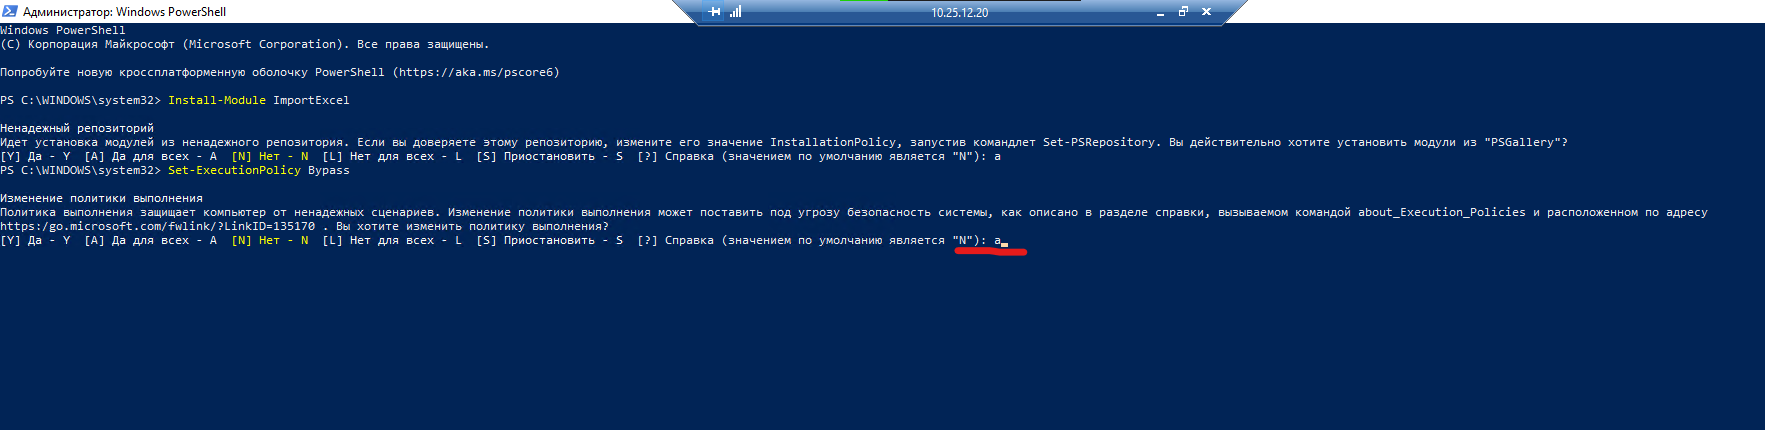 Администратор: Windows PowerShell
10.25.12.20
Windows PowerShell
(C) Корпорация Майкрософт (Microsoft Corporation). Все права защищены.
Попробуйте новую кроссплатформенную оболочку PowerShell (https://aka.ms/pscore6)
PS C:\WINDOWS\system32> Install-Module ImportExcel
Ненадежный репозиторий
Идет установка модулей из ненадежного репозитория. Если вы доверяете этому репозиторию, измените его значение InstallationPolicy, запустив командлет Set-PSRepository. Вы действительно хотите установить модули из "PSGallery"?
[Y] Да - Y  [A] Да для всех - A  [N] Нет - N  [L] Нет для всех - L  [S] Приостановить - S  [?] Справка (значением по умолчанию является "N"): a
PS C:\WINDOWS\system32> Set-ExecutionPolicy Bypass
Изменение политики выполнения
Политика выполнения защищает компьютер от ненадежных сценариев. Изменение политики выполнения может поставить под угрозу безопасность системы, как описано в разделе справки, вызываемом командой about_Execution_Policies и расположенном по адресу
https:/go.microsoft.com/fwlink/?LinkID=135170 . Вы хотите изменить политику выполнения?
[Y] Да - Y  [A] Да для всех - A  [N] Нет - N  [L] Нет для всех - L  [S] Приостановить - S  [?] Справка (значением по умолчанию является "N"): a